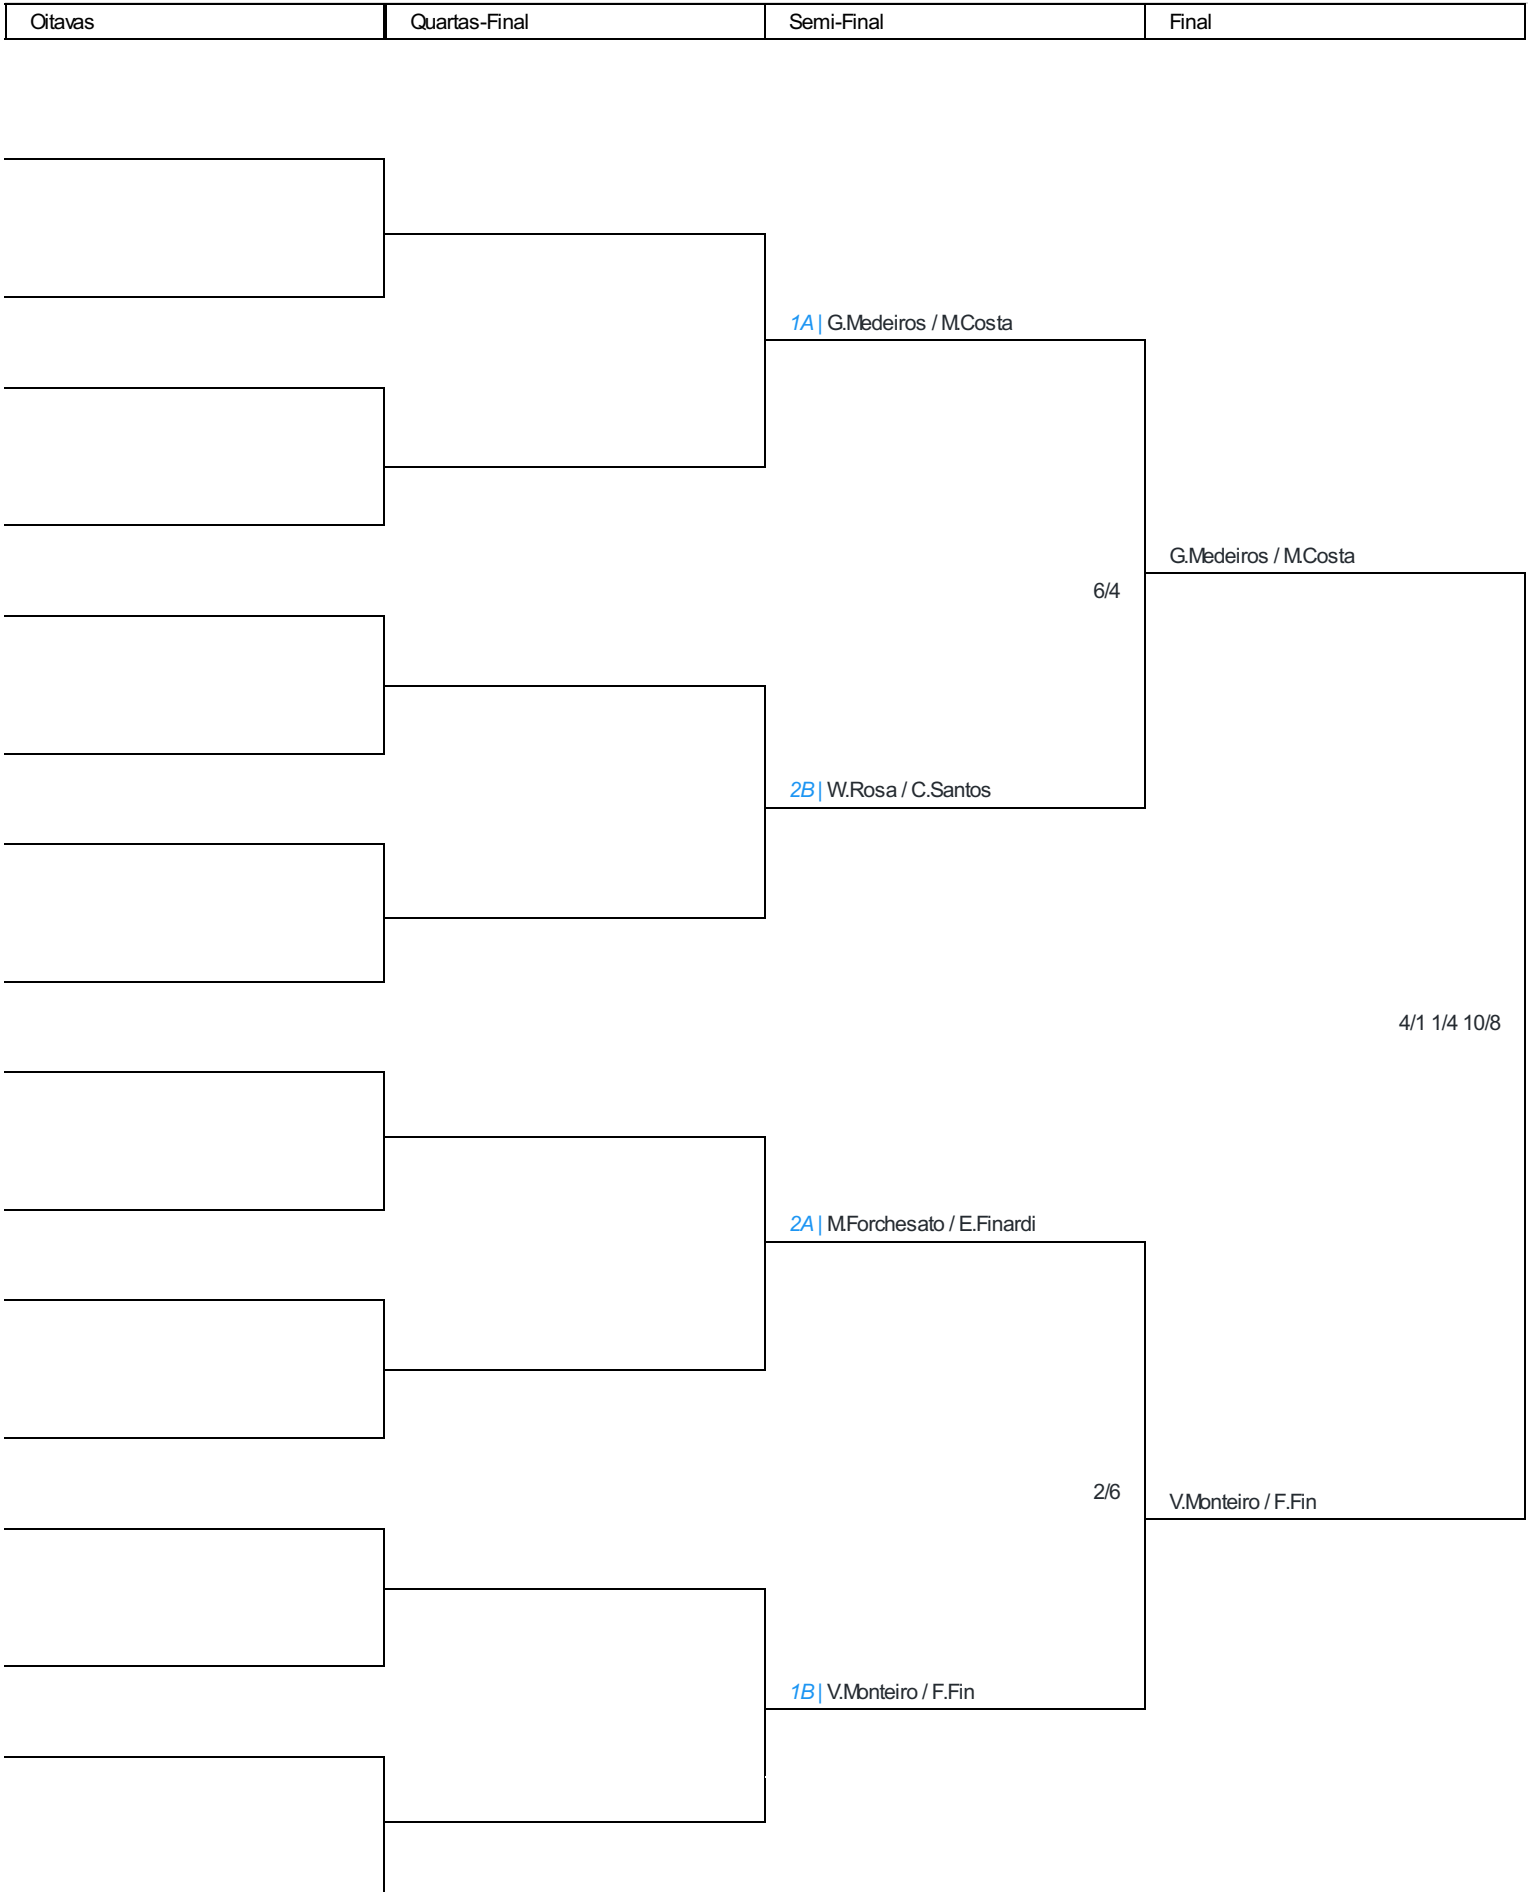 Oitavas
Quartas-Final
Semi-Final
Final
1A | G.Medeiros / M.Costa
G.Medeiros / M.Costa
6/4
2B | W.Rosa / C.Santos
4/1 1/4 10/8
2A | M.Forchesato / E.Finardi
2/6
V.Monteiro / F.Fin
1B | V.Monteiro / F.Fin